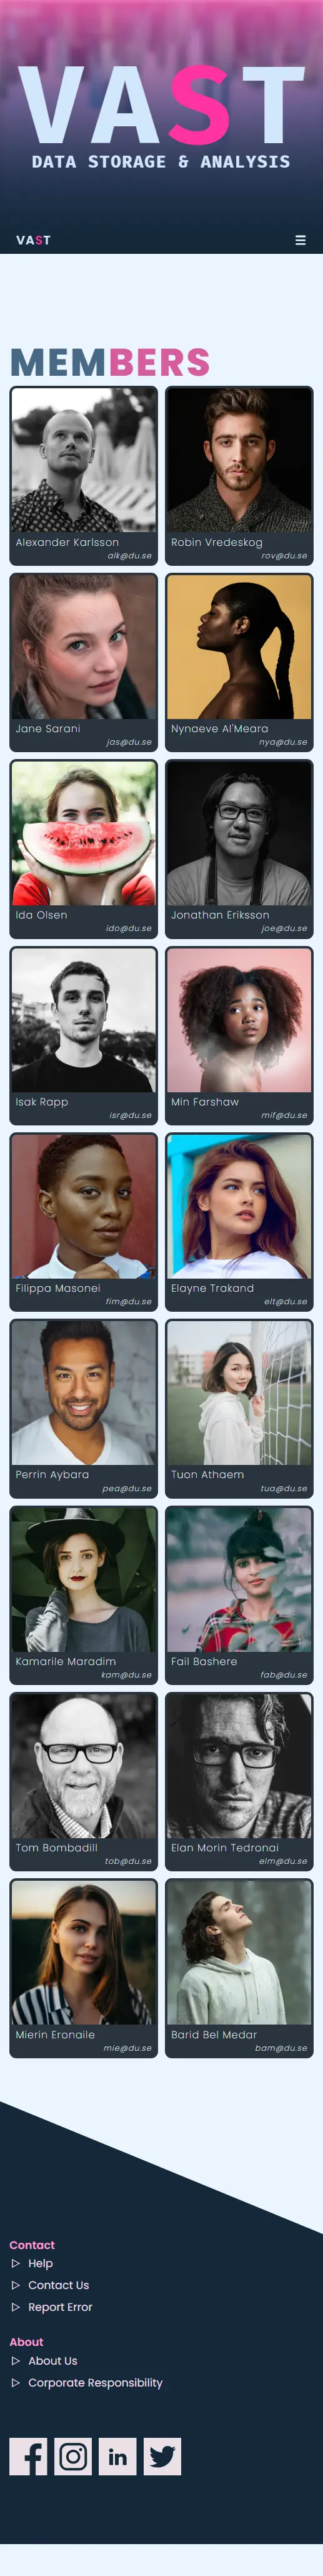 VAST
DATA STORAGE & ANALYSIS
VAST
MEMBERS
Alexander Karlsson
alk@du.se
Robin Vredeskog
rov@du.se
Jane Sarani
jas@du.se
Nynaeve Al'Meara
nya@du.se
Ida Olsen
ido@du.se
Jonathan Eriksson
joe@du.se
Isak Rapp
isr@du.se
Min Farshaw
mif@du.se
Filippa Masonei
fim@du.se
Elayne Trakand
elt@du.se
Perrin Aybara
pea@du.se
Tuon Athaem
tua@du.se
Kamarile Maradim
kam@du.se
Fail Bashere
fab@du.se
Tom Bombadill
tob@du.se
Elan Morin Tedronai
elm@du.se
Mierin Eronaile
mie@du.se
Barid Bel Medar
bam@du.se
Contact
Help
Contact Us
Report Error
About
About Us
Corporate Responsibility